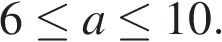 6 ≤ a ≤ 10.